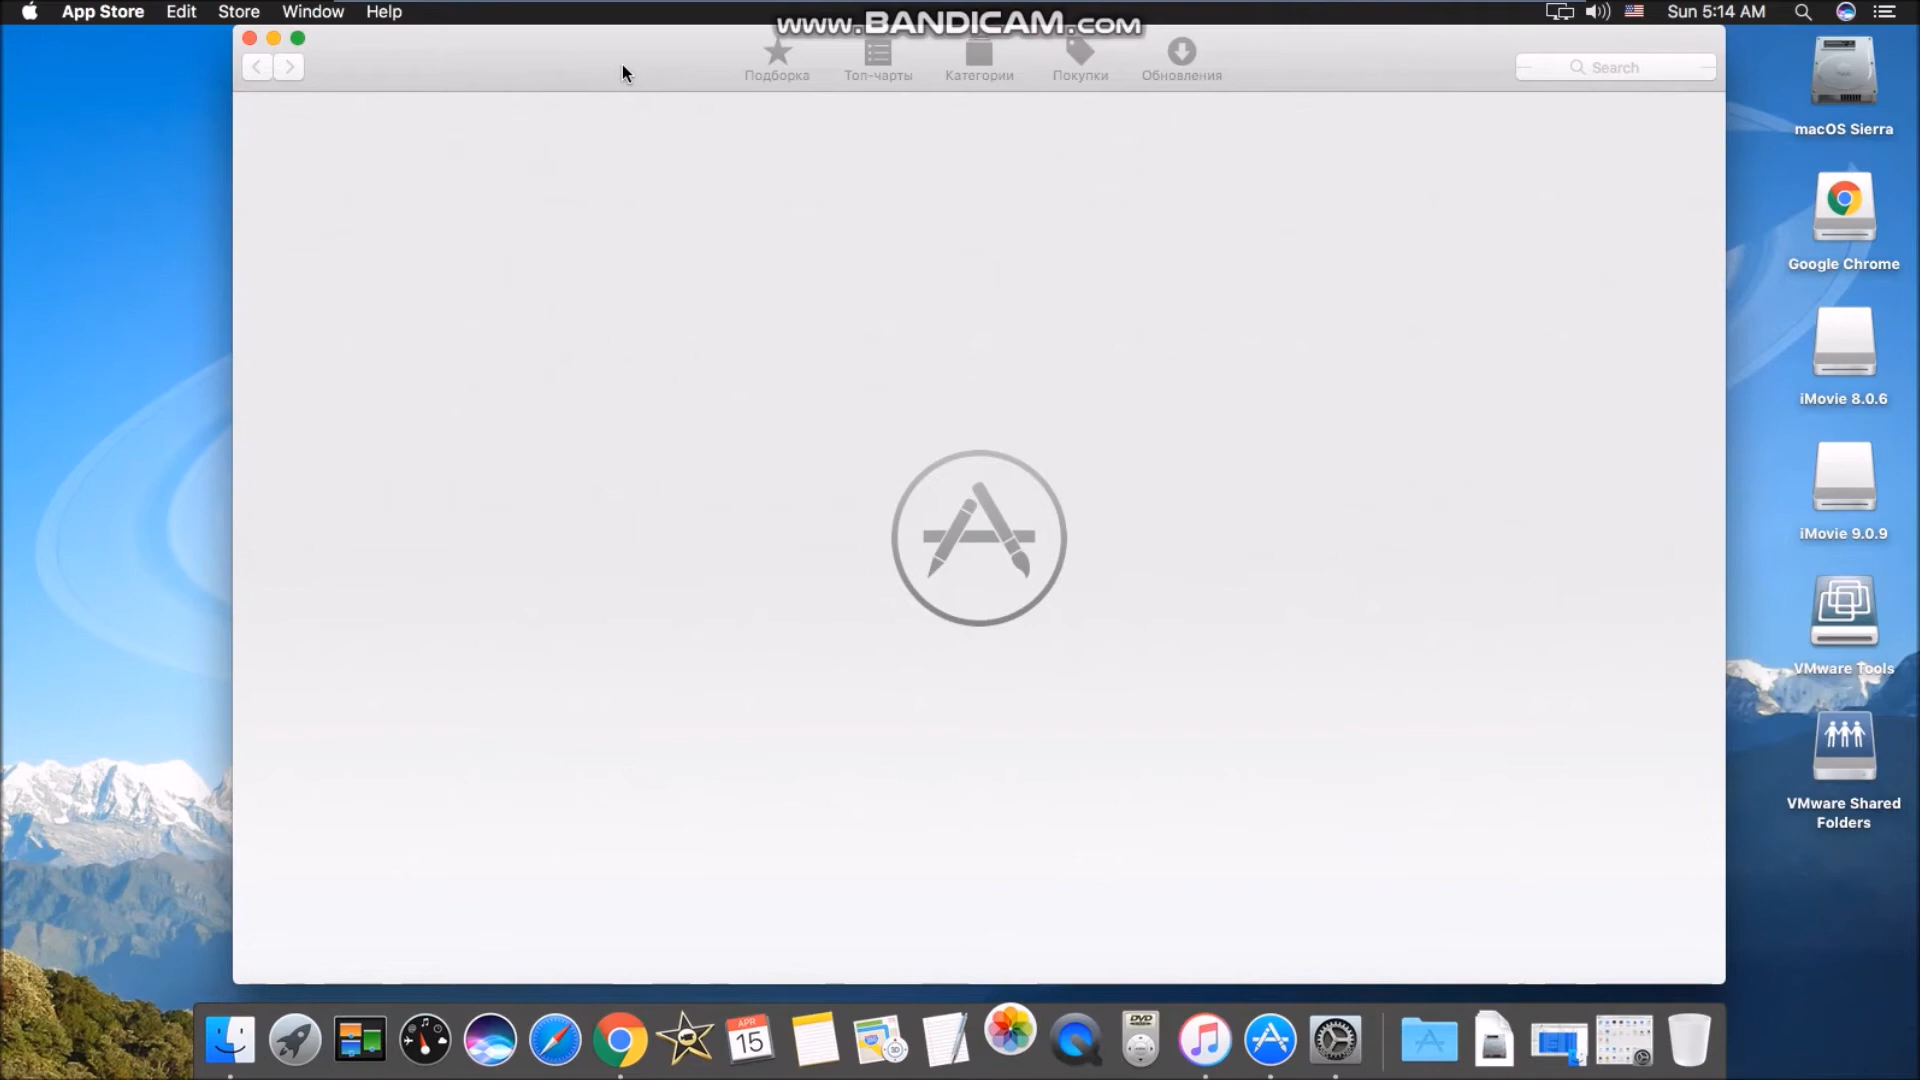 App Store Edit Store Window Help
Sun 5:14 AM
www.BANDICAM.com
Подборка Топ-чарты Категории Покупки Обновления
Search
macOS Sierra
Google Chrome
iMovie 8.0.6
iMovie 9.0.9
VMware Tools
VMware Shared
Folders
APR
15
3D
DVD